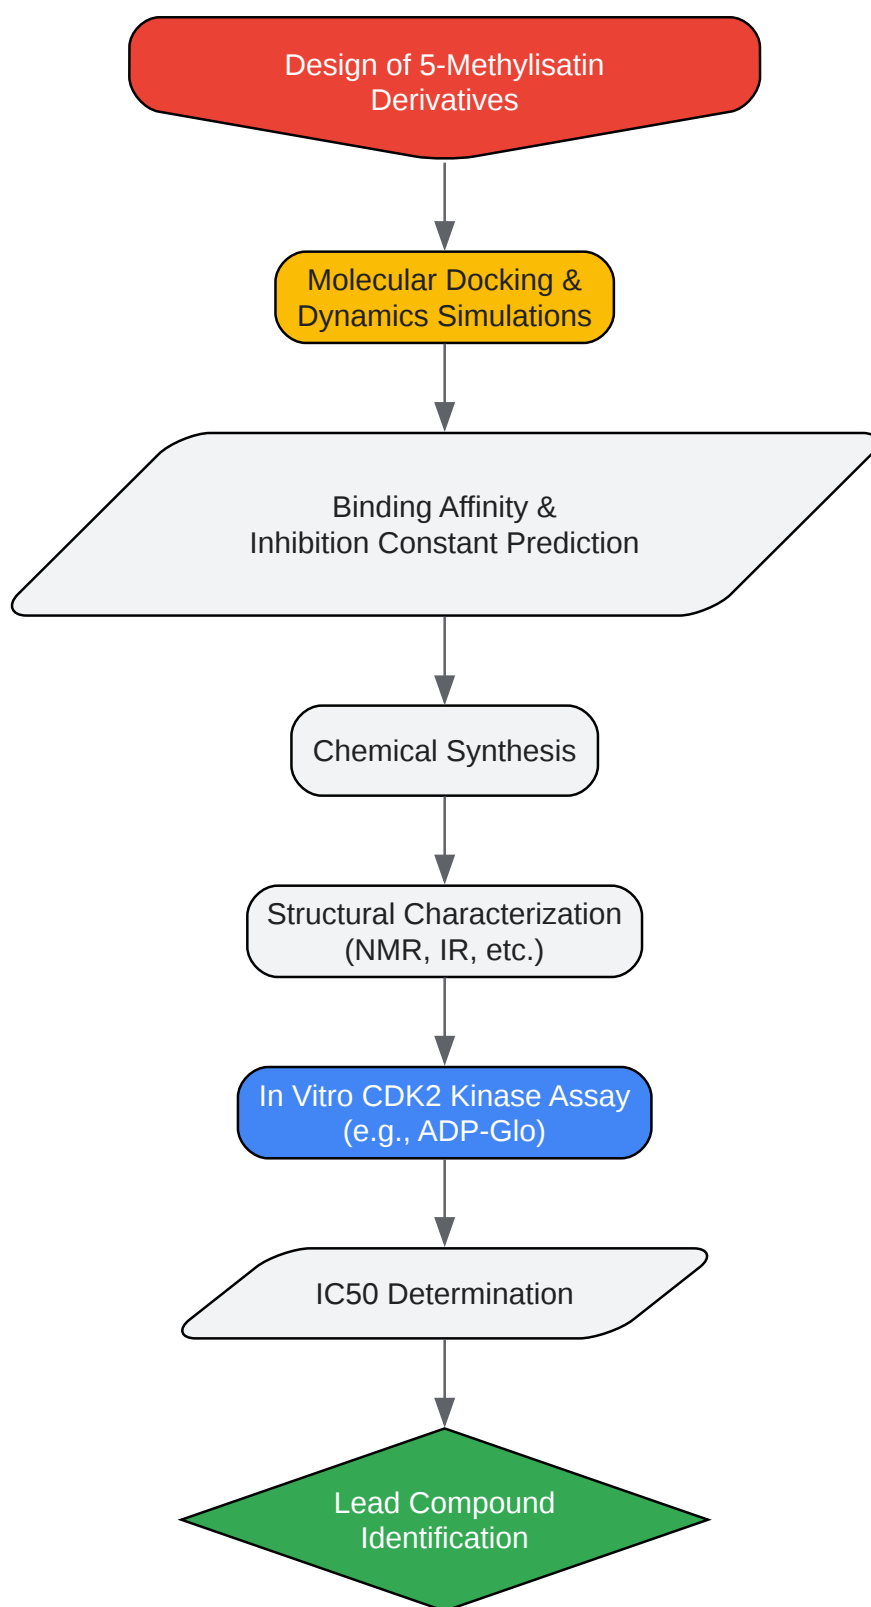 Design of 5-Methylisatin
Derivatives
Molecular Docking &
Dynamics Simulations
Binding Affinity &
Inhibition Constant Prediction
Chemical Synthesis
Structural Characterization
(NMR, IR, etc.)
In Vitro CDK2 Kinase Assay
(e.g., ADP-Glo)
IC50 Determination
Lead Compound
Identification